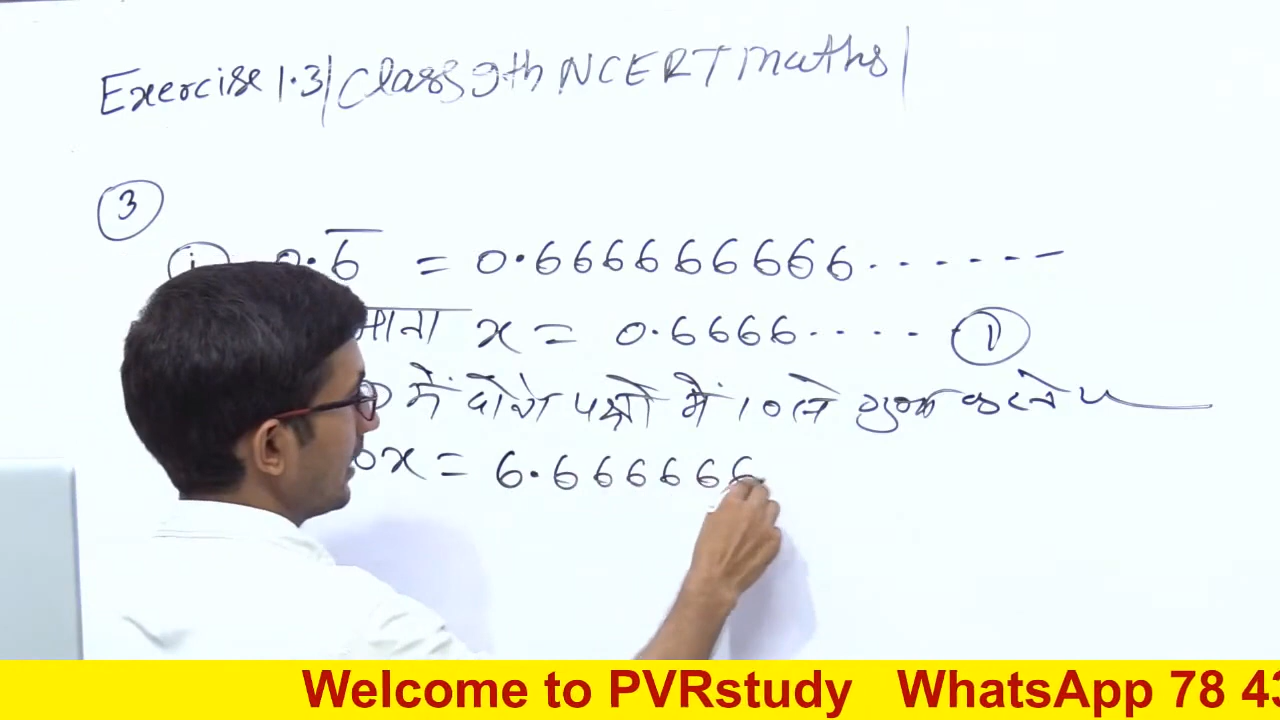 Exercise 1.3 | Class 9th NCERT maths |
3
i 0.6̅ = 0.666666666.......
माना x = 0.6666.... 1
में दोनों पक्षों में 10 से गुणा करने
0x = 6.666666
Welcome to PVRstudy WhatsApp 78 43